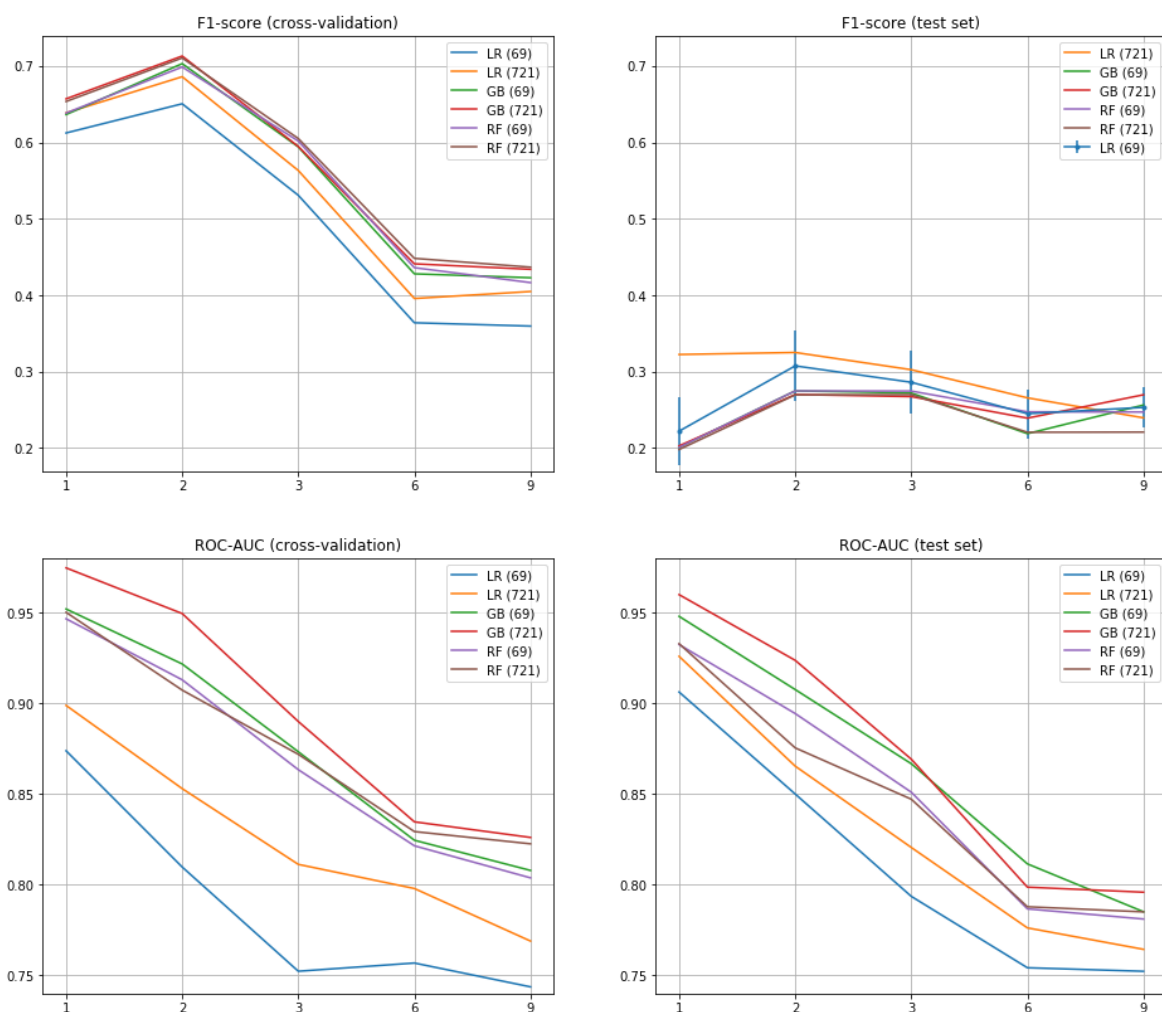 F1-score (cross-validation)
0.7
0.6
0.5
0.4
0.3
0.2
1 2 3 6 9
LR (69)
LR (721)
GB (69)
GB (721)
RF (69)
RF (721)
F1-score (test set)
0.7
0.6
0.5
0.4
0.3
0.2
1 2 3 6 9
LR (721)
GB (69)
GB (721)
RF (69)
RF (721)
LR (69)
ROC-AUC (cross-validation)
0.95
0.90
0.85
0.80
0.75
1 2 3 6 9
LR (69)
LR (721)
GB (69)
GB (721)
RF (69)
RF (721)
ROC-AUC (test set)
0.95
0.90
0.85
0.80
0.75
1 2 3 6 9
LR (69)
LR (721)
GB (69)
GB (721)
RF (69)
RF (721)